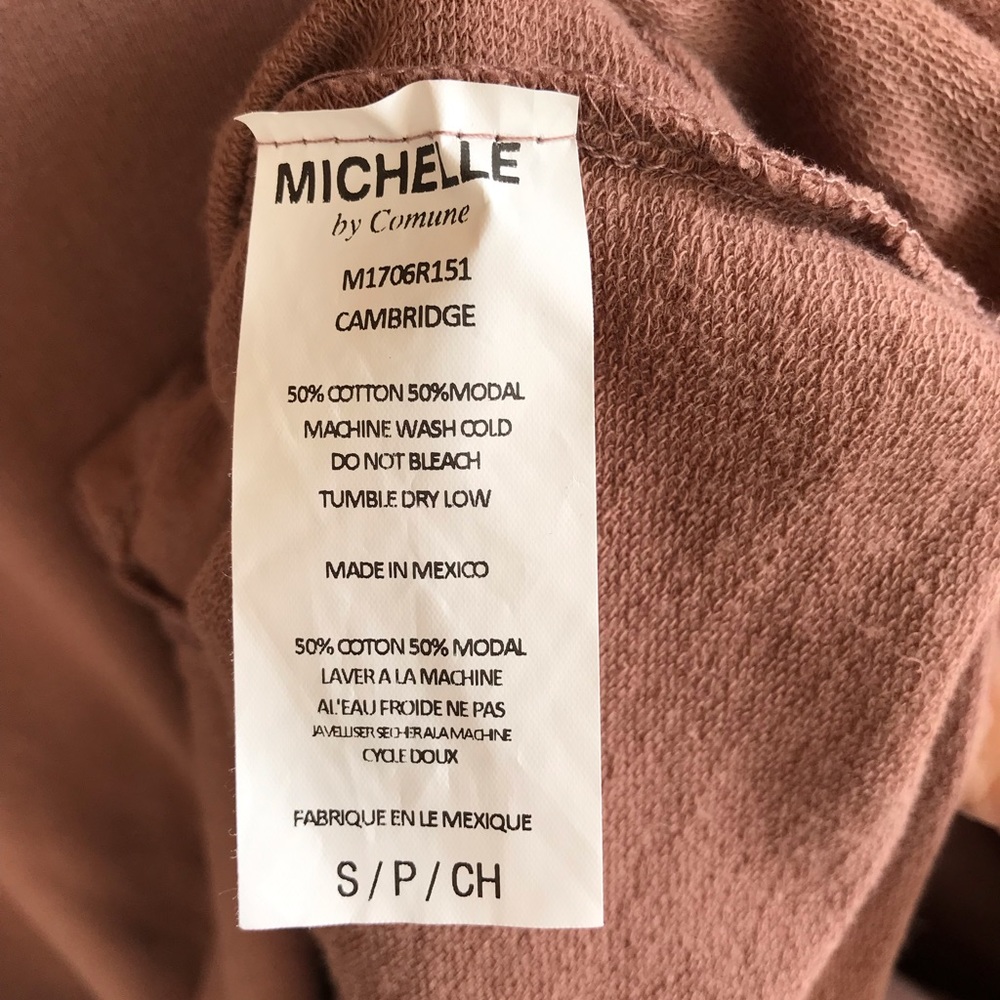 MICHELLE
by Comune
M1706R151
CAMBRIDGE
50% COTTON 50%MODAL
MACHINE WASH COLD
DO NOT BLEACH
TUMBLE DRY LOW
MADE IN MEXICO
50% COTON 50% MODAL
LAVER A LA MACHINE
A L'EAU FROIDE NE PAS
JAVELLISER SECHER A LA MACHINE
CYCLE DOUX
FABRIQUE EN LE MEXIQUE
S / P / CH